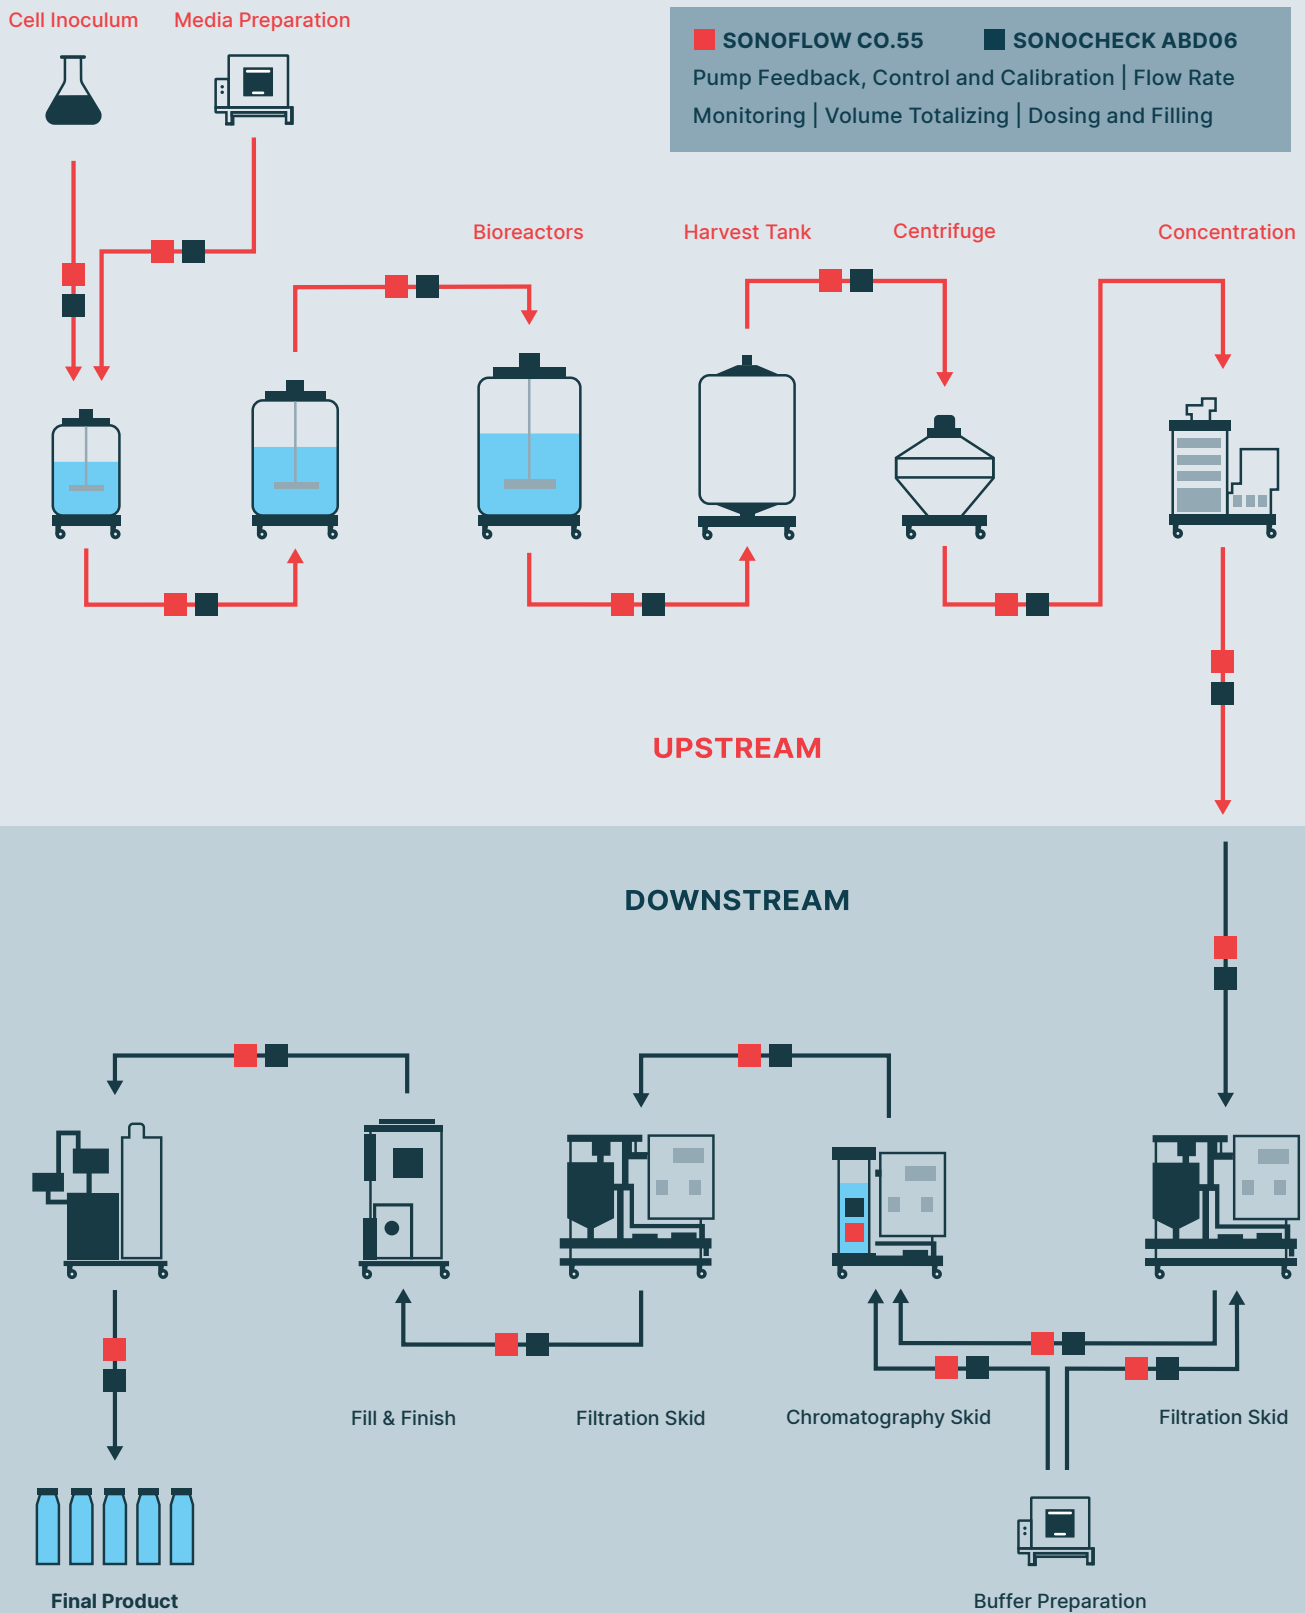 Cell Inoculum
Media Preparation
SONOFLOW CO.55
SONOCHECK ABD06
Pump Feedback, Control and Calibration | Flow Rate
Monitoring | Volume Totalizing | Dosing and Filling
Bioreactors
Harvest Tank
Centrifuge
Concentration
UPSTREAM
DOWNSTREAM
Fill & Finish
Filtration Skid
Chromatography Skid
Filtration Skid
Final Product
Buffer Preparation